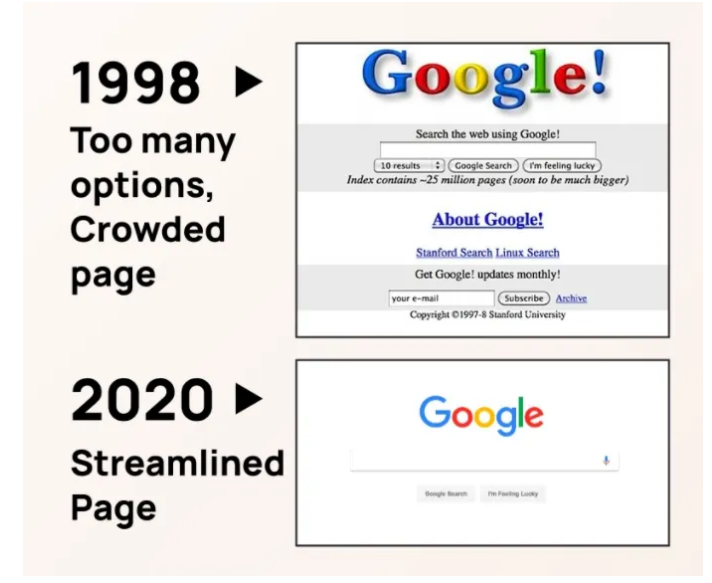 1998
Too many
options,
Crowded
page
Google!
Search the web using Google!
10 results Google Search I'm feeling lucky
Index contains ~25 million pages (soon to be much bigger)
About Google!
Stanford Search Linux Search
Get Google! updates monthly!
your e-mail Subscribe Archive
Copyright ©1997-8 Stanford University
2020
Streamlined
Page
Google
Google Search I'm Feeling Lucky